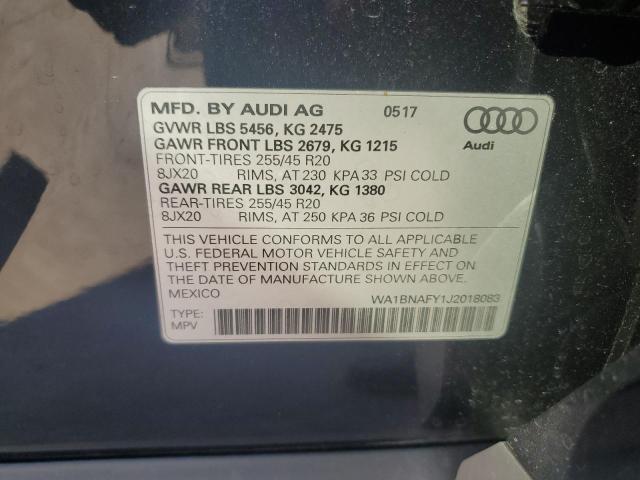 MFD. BY AUDI AG 0517
GVWR LBS 5456, KG 2475
GAWR FRONT LBS 2679, KG 1215
FRONT-TIRES 255/45 R20
8JX20 RIMS, AT 230 KPA 33 PSI COLD
GAWR REAR LBS 3042, KG 1380
REAR-TIRES 255/45 R20
8JX20 RIMS, AT 250 KPA 36 PSI COLD
Audi
THIS VEHICLE CONFORMS TO ALL APPLICABLE
U.S. FEDERAL MOTOR VEHICLE SAFETY AND
THEFT PREVENTION STANDARDS IN EFFECT ON
THE DATE OF MANUFACTURE SHOWN ABOVE.
MEXICO WA1BNAFY1J2018083
TYPE:
MPV